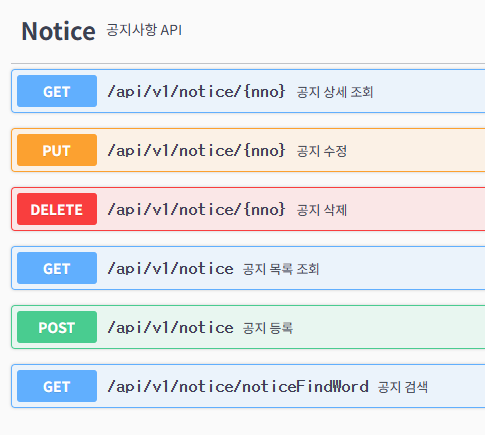 Notice 공지사항 API
GET /api/v1/notice/{nno} 공지 상세 조회
PUT /api/v1/notice/{nno} 공지 수정
DELETE /api/v1/notice/{nno} 공지 삭제
GET /api/v1/notice 공지 목록 조회
POST /api/v1/notice 공지 등록
GET /api/v1/notice/noticeFindWord 공지 검색